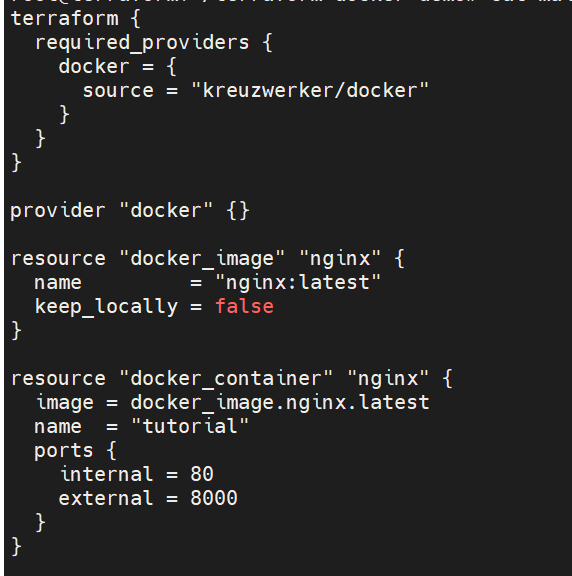 terraform {
  required_providers {
    docker = {
      source = "kreuzwerker/docker"
    }
  }
}

provider "docker" {}

resource "docker_image" "nginx" {
  name         = "nginx:latest"
  keep_locally = false
}

resource "docker_container" "nginx" {
  image = docker_image.nginx.latest
  name  = "tutorial"
  ports {
    internal = 80
    external = 8000
  }
}